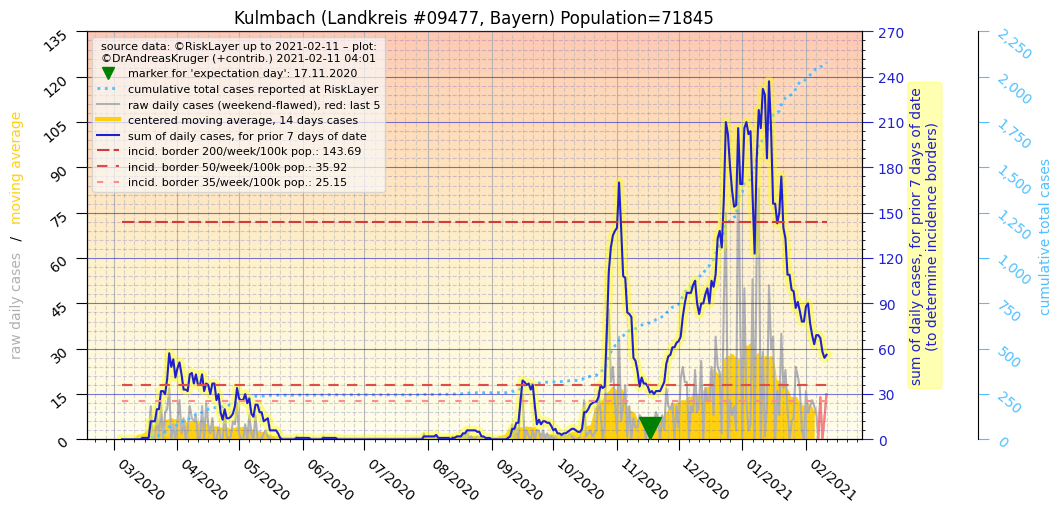 Kulmbach (Landkreis #09477, Bayern) Population=71845
source data: ©RiskLayer up to 2021-02-11 – plot:
©DrAndreasKruger (+contrib.) 2021-02-11 04:01
marker for 'expectation day': 17.11.2020
cumulative total cases reported at RiskLayer
raw daily cases (weekend-flawed), red: last 5
centered moving average, 14 days cases
sum of daily cases, for prior 7 days of date
incid. border 200/week/100k pop.: 143.69
incid. border 50/week/100k pop.: 35.92
incid. border 35/week/100k pop.: 25.15
raw daily cases / moving average
135
120
105
90
75
60
45
30
15
0
03/2020
04/2020
05/2020
06/2020
07/2020
08/2020
09/2020
10/2020
11/2020
12/2020
01/2021
02/2021
270
240
210
180
150
120
90
60
30
0
sum of daily cases, for prior 7 days of date
(to determine incidence borders)
2,250
2,000
1,750
1,500
1,250
1,000
750
500
250
0
cumulative total cases